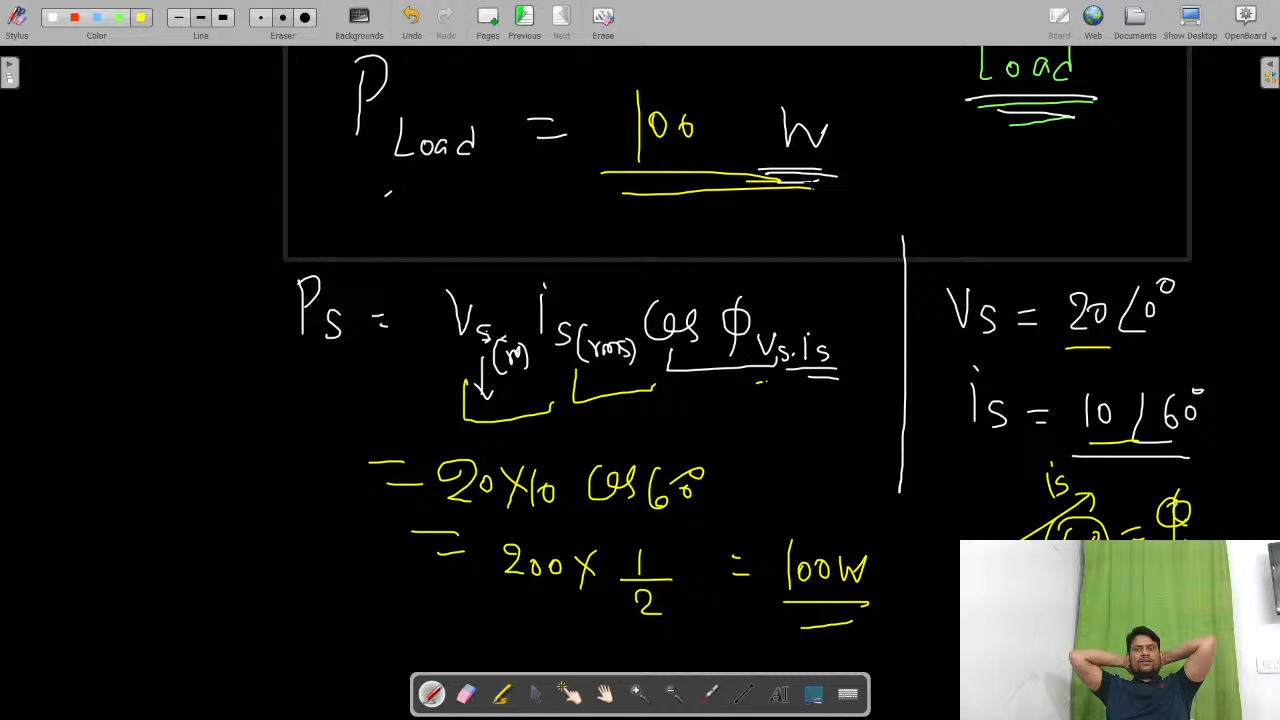 Stylus Color Line Eraser Backgrounds Undo Redo Pages Previous Next Erase Board Web Documents Show Desktop OpenBoard
Load
P Load = 100 W
Ps = Vs(rms) is(rms) Cos φ Vs.is
Vs = 20∠0°
is = 10∠60°
= 20×10 Cos60°
is
= φ
= 200 × 1/2 = 100W